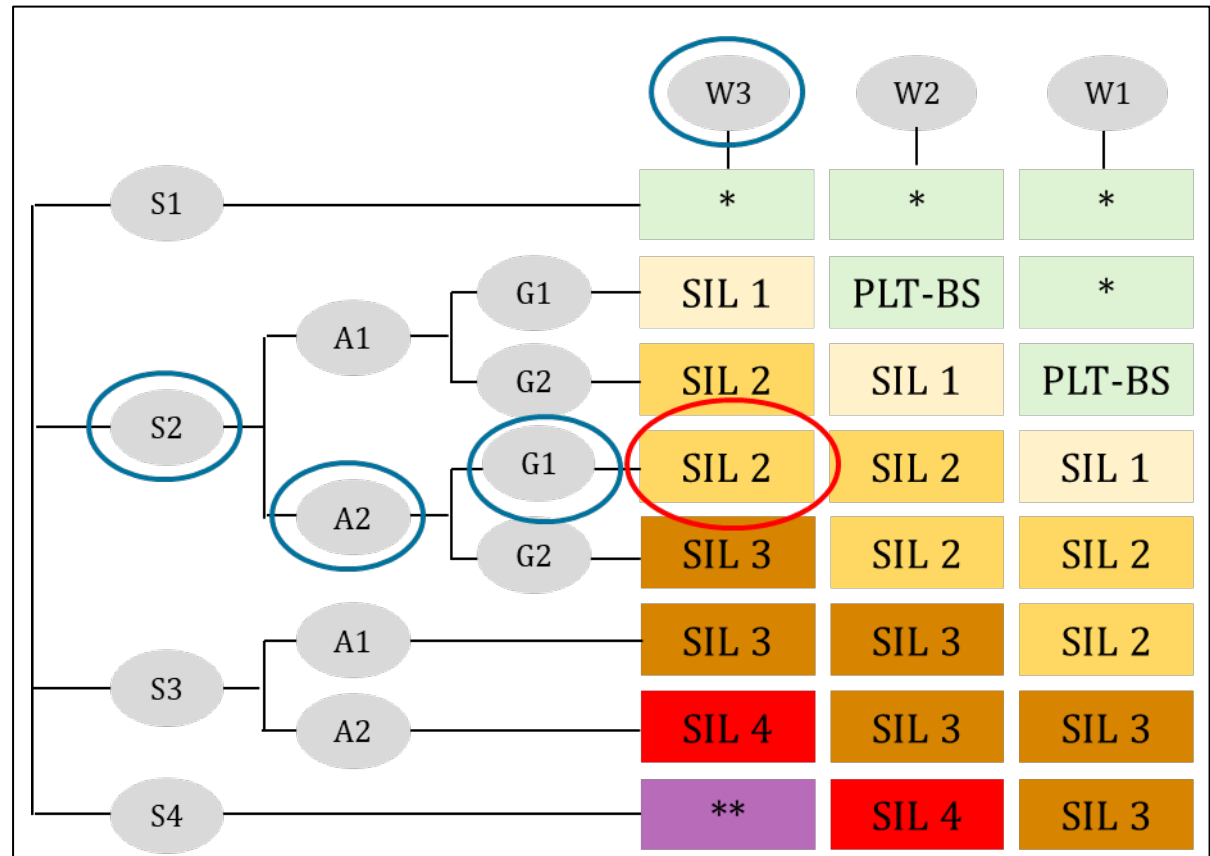 W3 W2 W1
S1 * * *
G1 SIL 1 PLT-BS *
A1
G2 SIL 2 SIL 1 PLT-BS
S2
G1 SIL 2 SIL 2 SIL 1
A2
G2 SIL 3 SIL 2 SIL 2
A1 SIL 3 SIL 3 SIL 2
S3
A2 SIL 4 SIL 3 SIL 3
S4 ** SIL 4 SIL 3